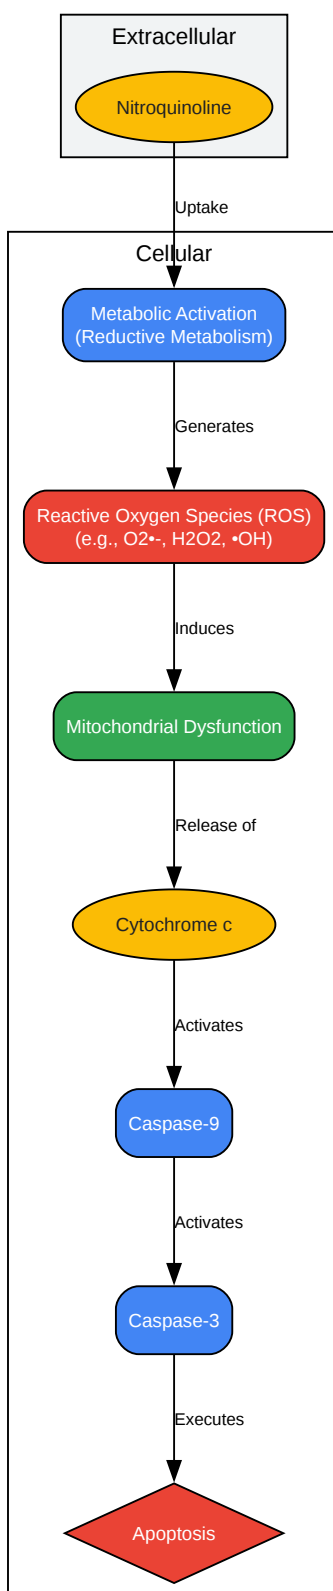 Extracellular
Nitroquinoline
Uptake
Cellular
Metabolic Activation
(Reductive Metabolism)
Generates
Reactive Oxygen Species (ROS)
(e.g., O2•-, H2O2, •OH)
Induces
Mitochondrial Dysfunction
Release of
Cytochrome c
Activates
Caspase-9
Activates
Caspase-3
Executes
Apoptosis